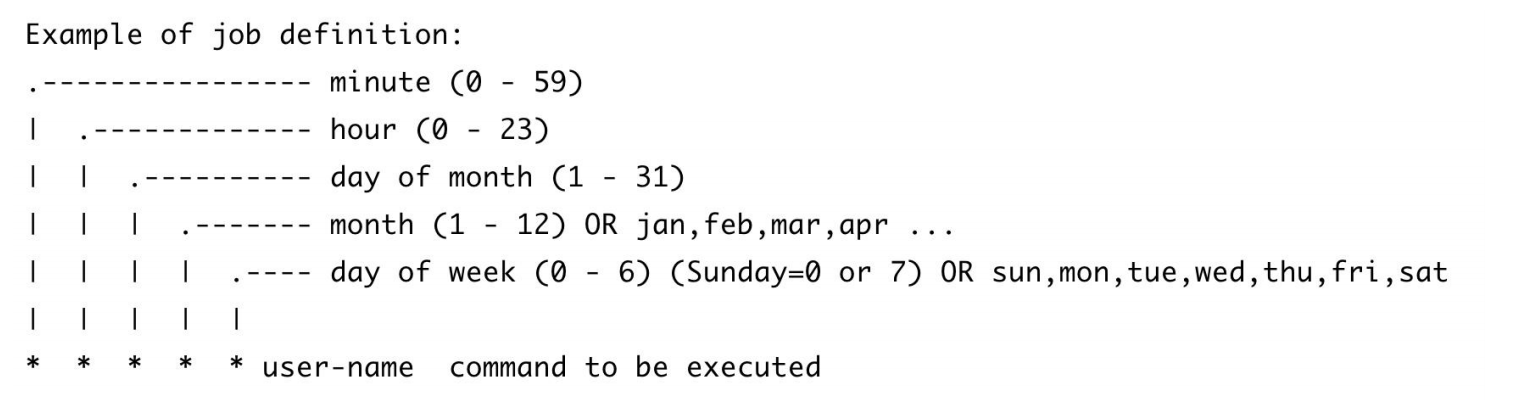 Example of job definition:
.---------------- minute (0 - 59)
|  .------------- hour (0 - 23)
|  |  .---------- day of month (1 - 31)
|  |  |  .------- month (1 - 12) OR jan,feb,mar,apr ...
|  |  |  |  .---- day of week (0 - 6) (Sunday=0 or 7) OR sun,mon,tue,wed,thu,fri,sat
|  |  |  |  |
*  *  *  *  * user-name  command to be executed